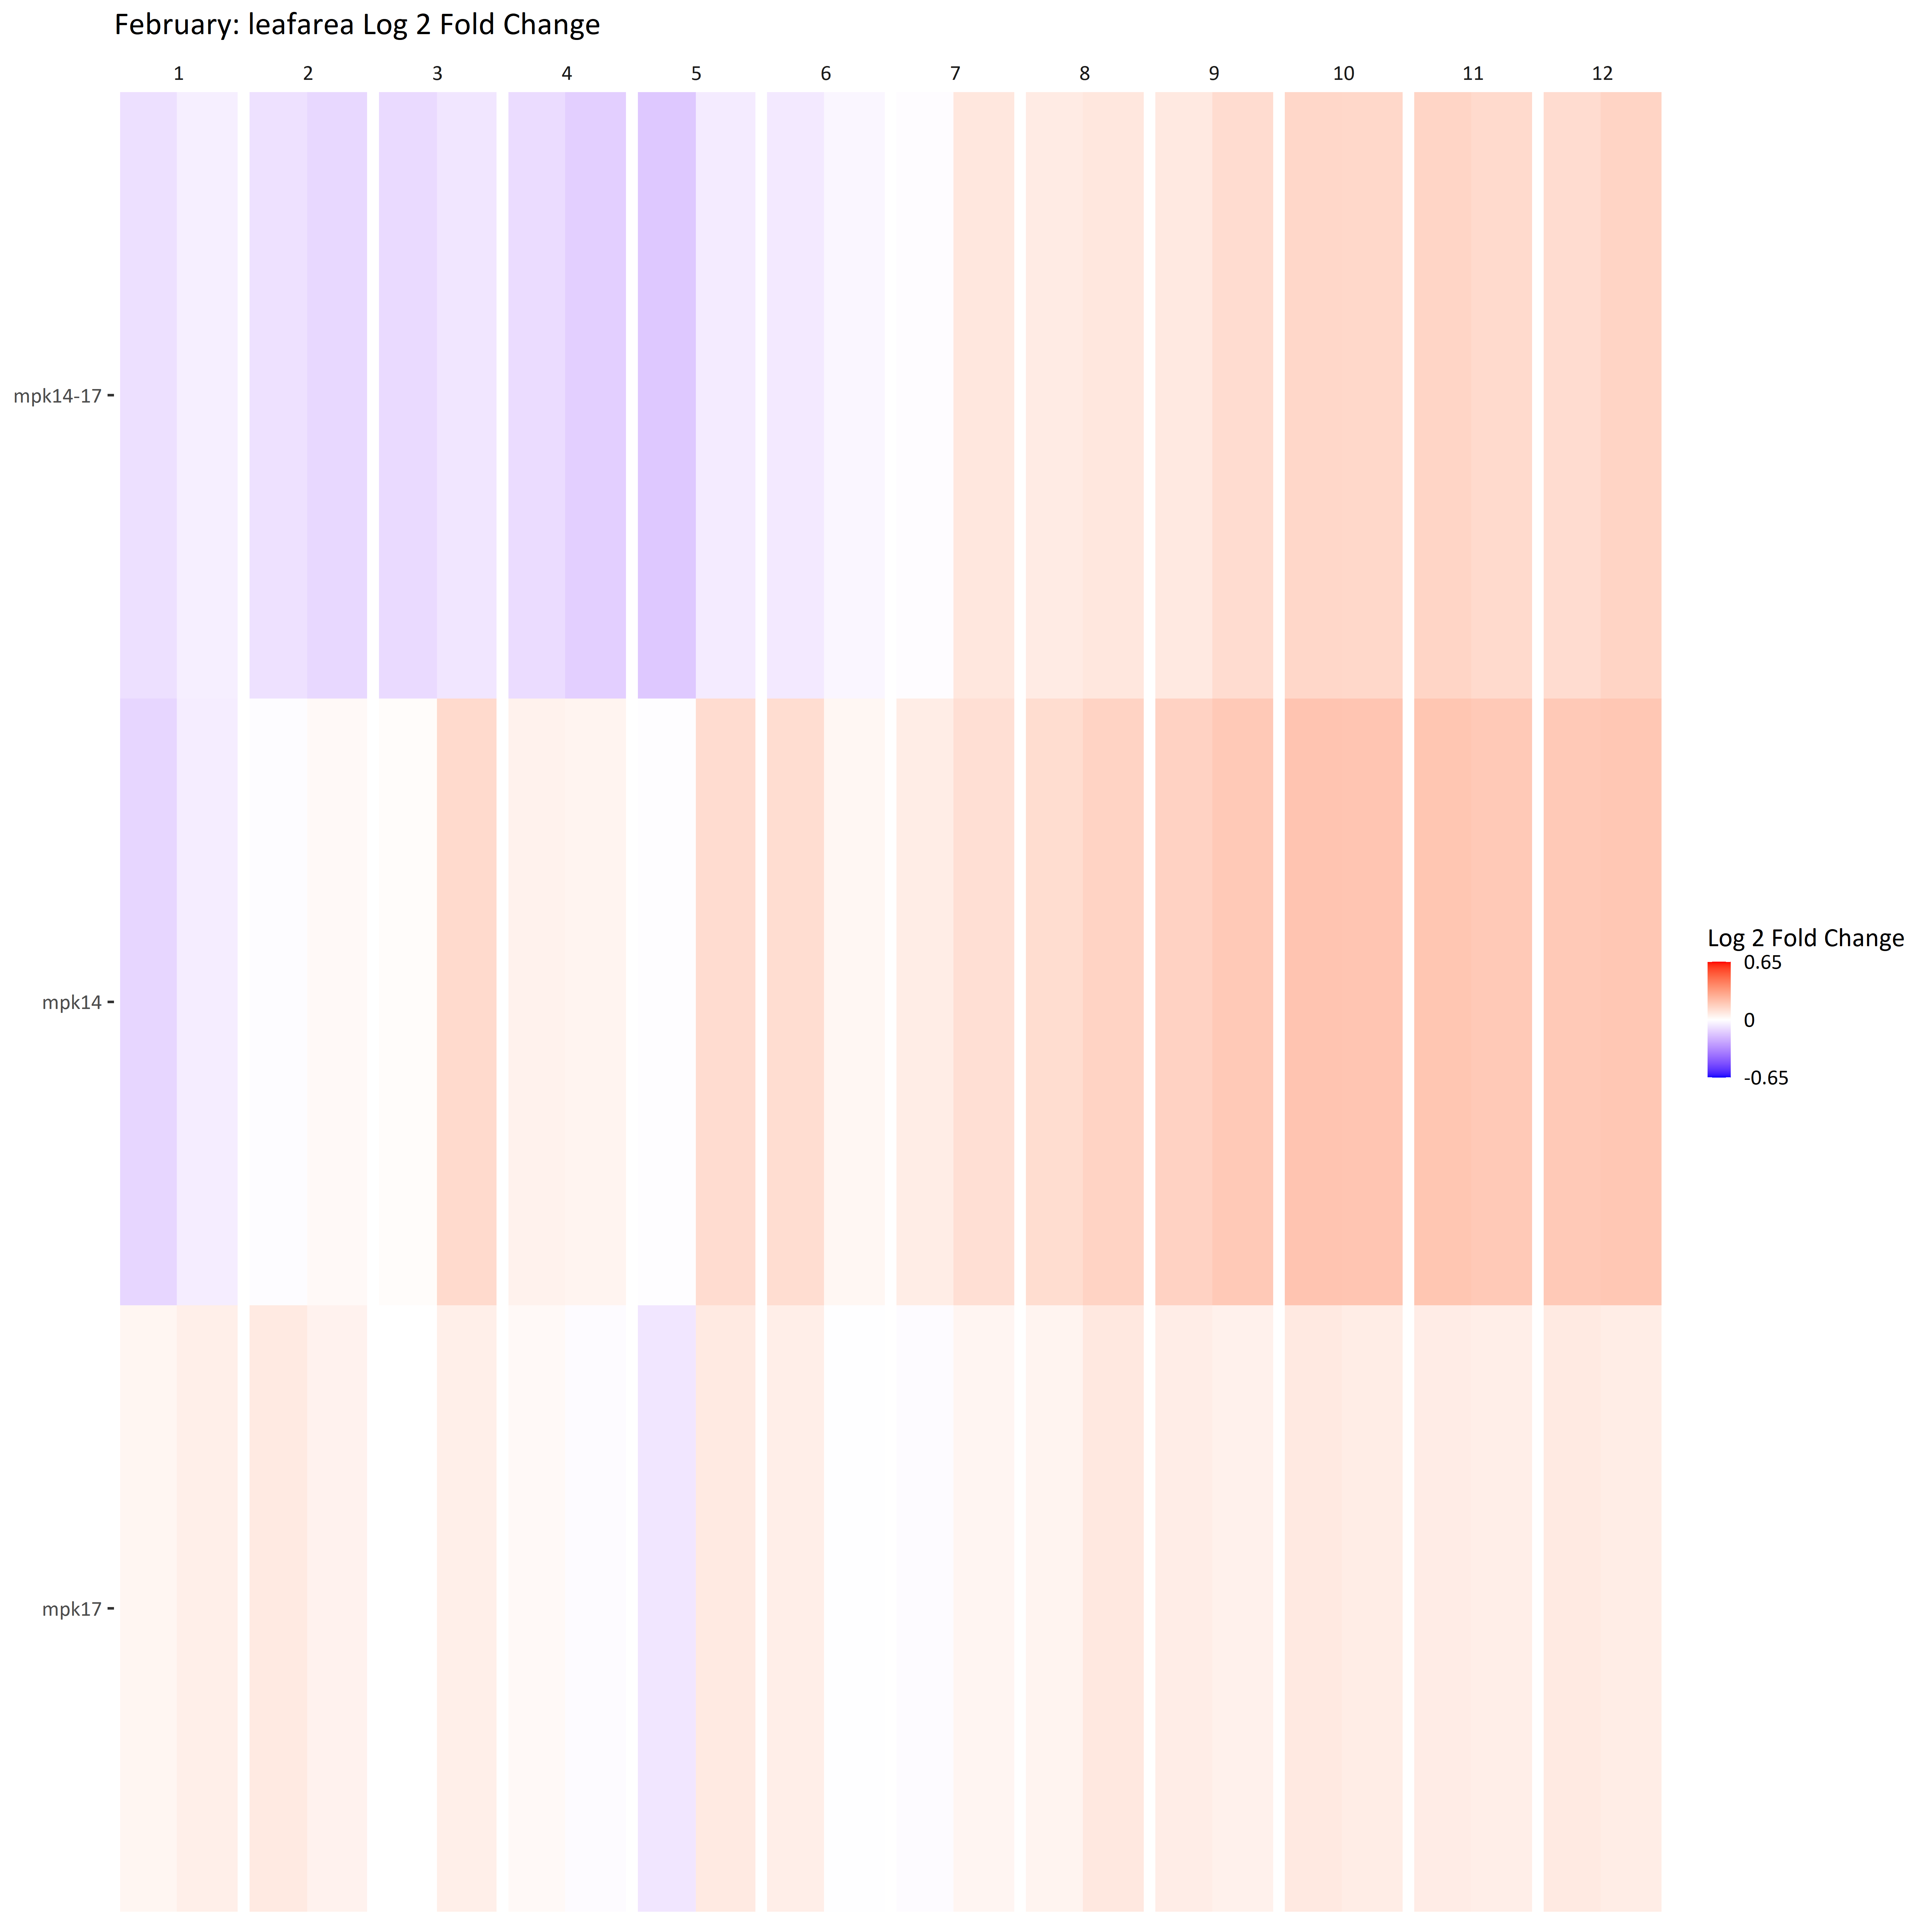 February: leafarea Log 2 Fold Change
1 2 3 4 5 6 7 8 9 10 11 12
mpk14-17
mpk14
mpk17
Log 2 Fold Change
0.65
0
-0.65